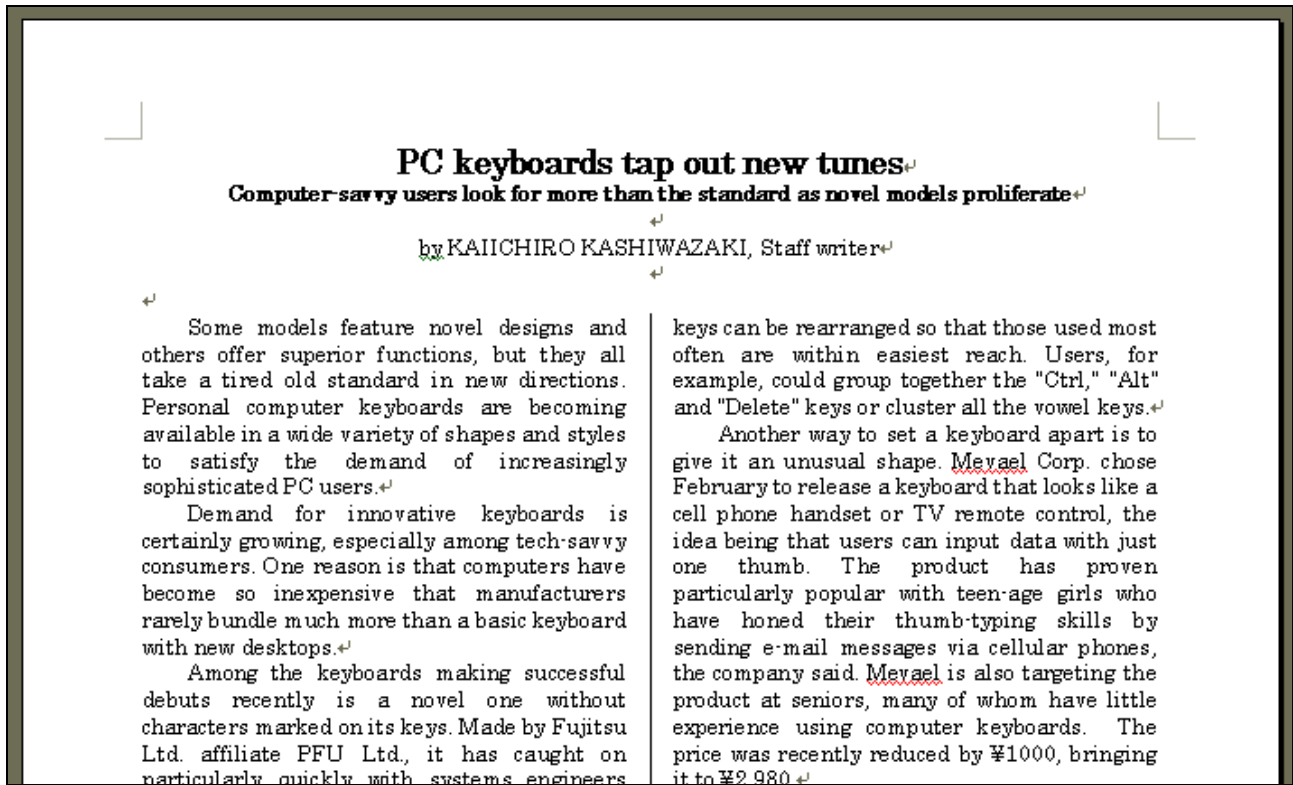 PC keyboards tap out new tunes
Computer-savvy users look for more than the standard as novel models proliferate
by KAIICHIRO KASHIWAZAKI, Staff writer
Some models feature novel designs and
others offer superior functions, but they all
take a tired old standard in new directions.
Personal computer keyboards are becoming
available in a wide variety of shapes and styles
to satisfy the demand of increasingly
sophisticated PC users.
Demand for innovative keyboards is
certainly growing, especially among tech-savvy
consumers. One reason is that computers have
become so inexpensive that manufacturers
rarely bundle much more than a basic keyboard
with new desktops.
Among the keyboards making successful
debuts recently is a novel one without
characters marked on its keys. Made by Fujitsu
Ltd. affiliate PFU Ltd., it has caught on
particularly quickly with systems engineers
keys can be rearranged so that those used most
often are within easiest reach. Users, for
example, could group together the "Ctrl," "Alt"
and "Delete" keys or cluster all the vowel keys.
Another way to set a keyboard apart is to
give it an unusual shape. Mevael Corp. chose
February to release a keyboard that looks like a
cell phone handset or TV remote control, the
idea being that users can input data with just
one thumb. The product has proven
particularly popular with teen-age girls who
have honed their thumb-typing skills by
sending e-mail messages via cellular phones,
the company said. Mevael is also targeting the
product at seniors, many of whom have little
experience using computer keyboards. The
price was recently reduced by ¥1000, bringing
it to ¥2,980.